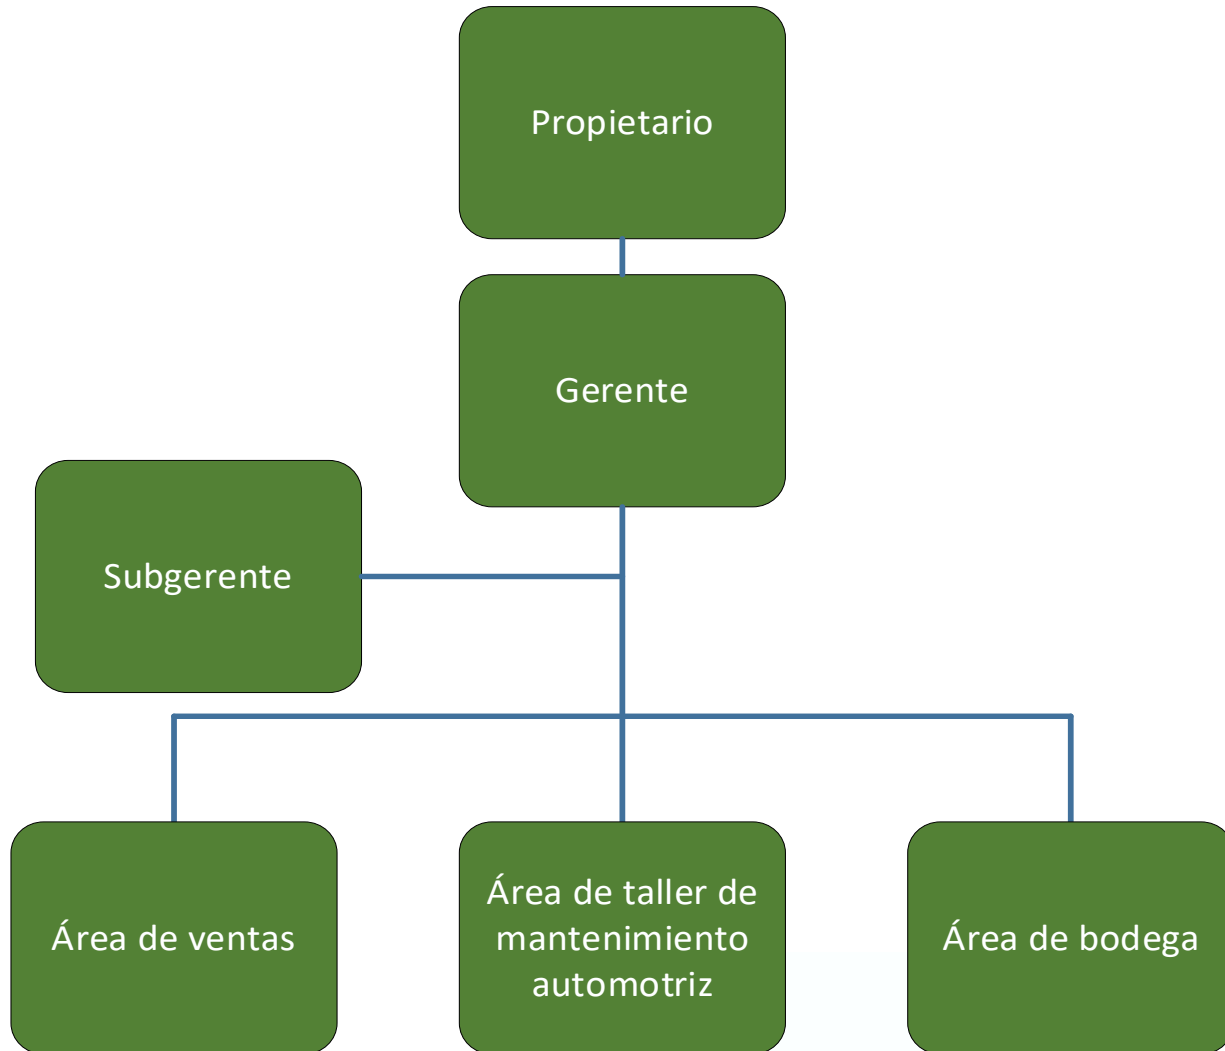 Propietario
Gerente
Subgerente
Área de ventas
Área de taller de
mantenimiento
automotriz
Área de bodega